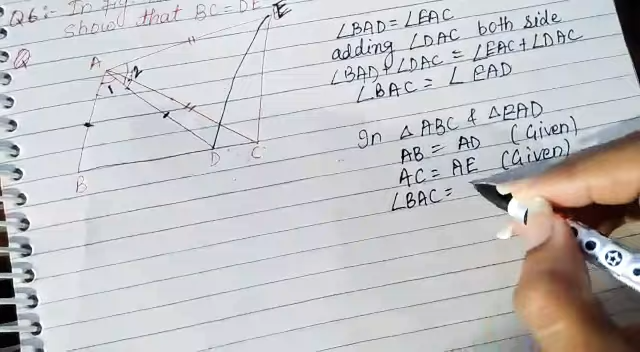 Q6:- In fig
show that BC = DE
Q
E
A
1
2
B
D
C
∠BAD = ∠EAC
adding ∠DAC both side
∠BAD + ∠DAC = ∠EAC + ∠DAC
∠BAC = ∠EAD
In △ABC & △EAD
AB = AD (Given)
AC = AE (Given)
∠BAC =